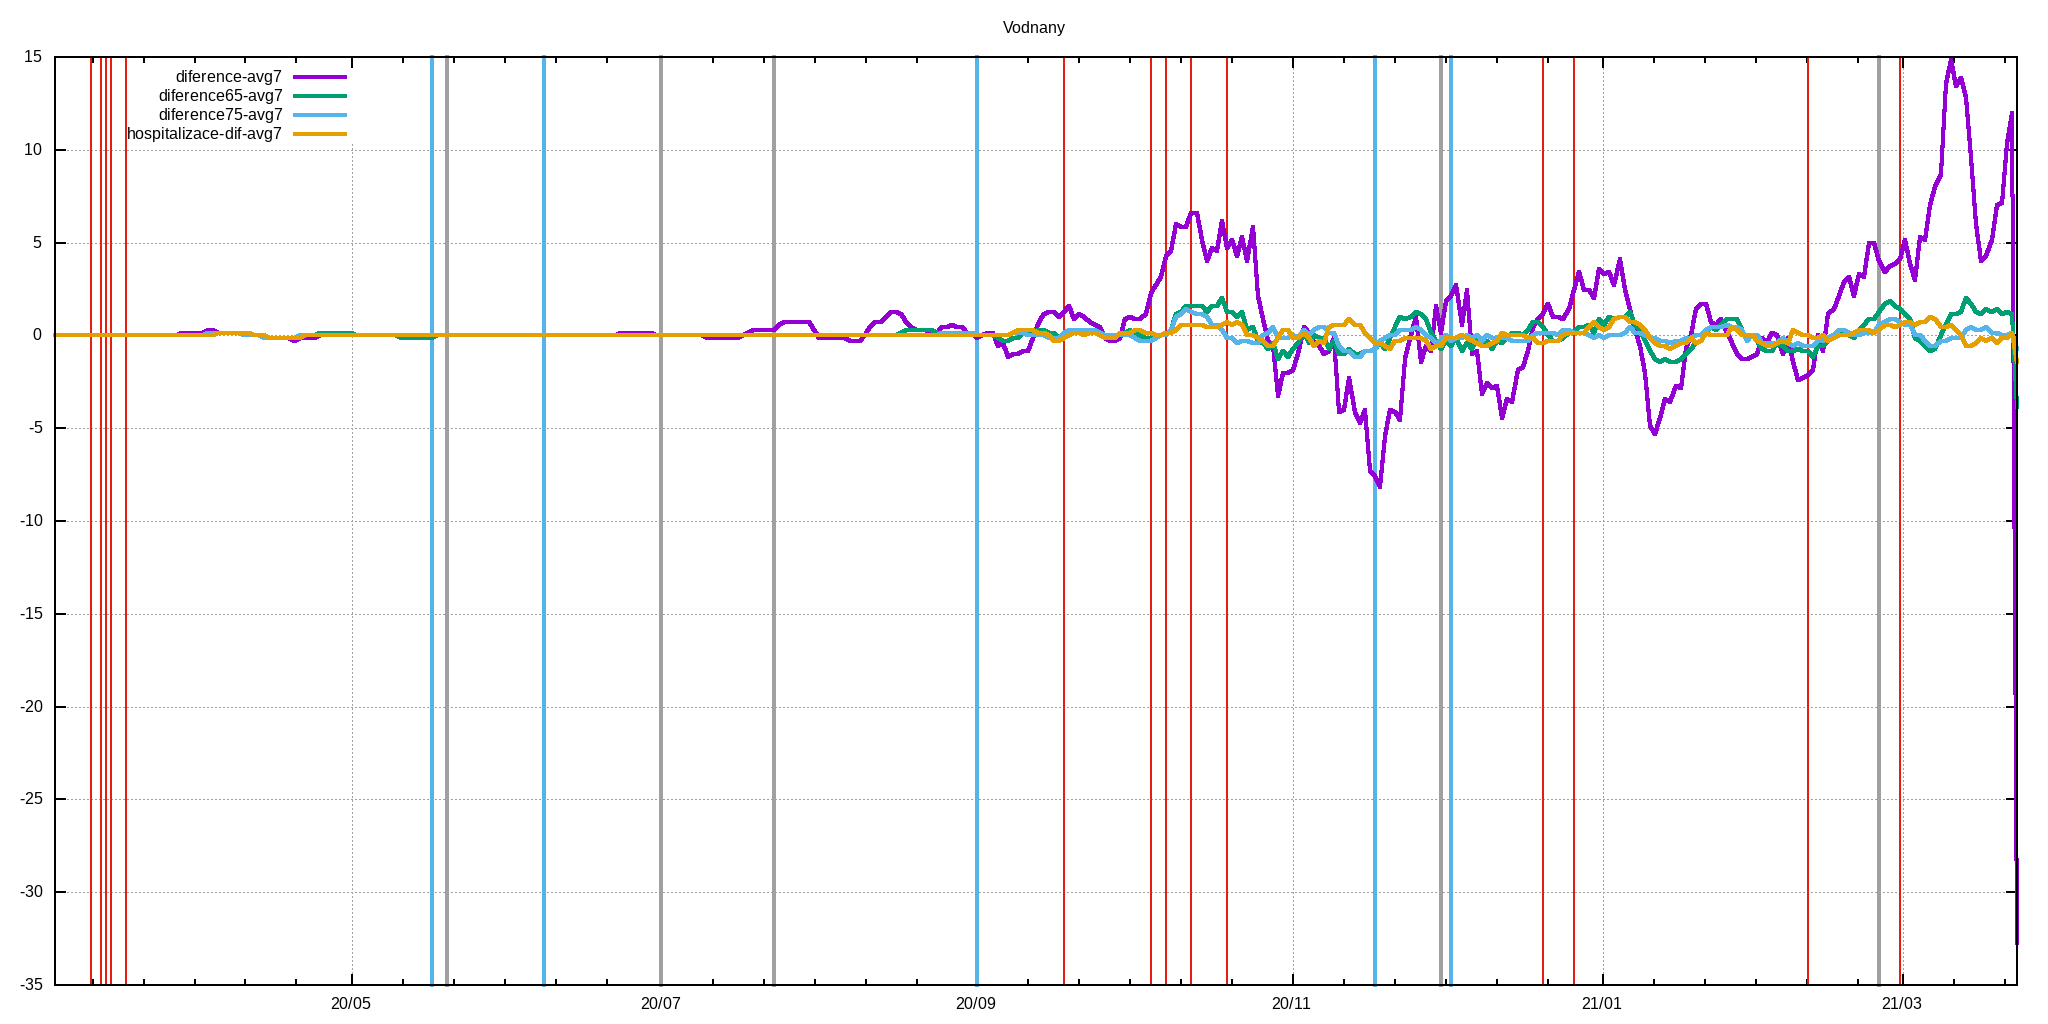 Vodnany
15
diference-avg7
diference65-avg7
diference75-avg7
hospitalizace-dif-avg7
10
5
0
-5
-10
-15
-20
-25
-30
-35
20/05 20/07 20/09 20/11 21/01 21/03